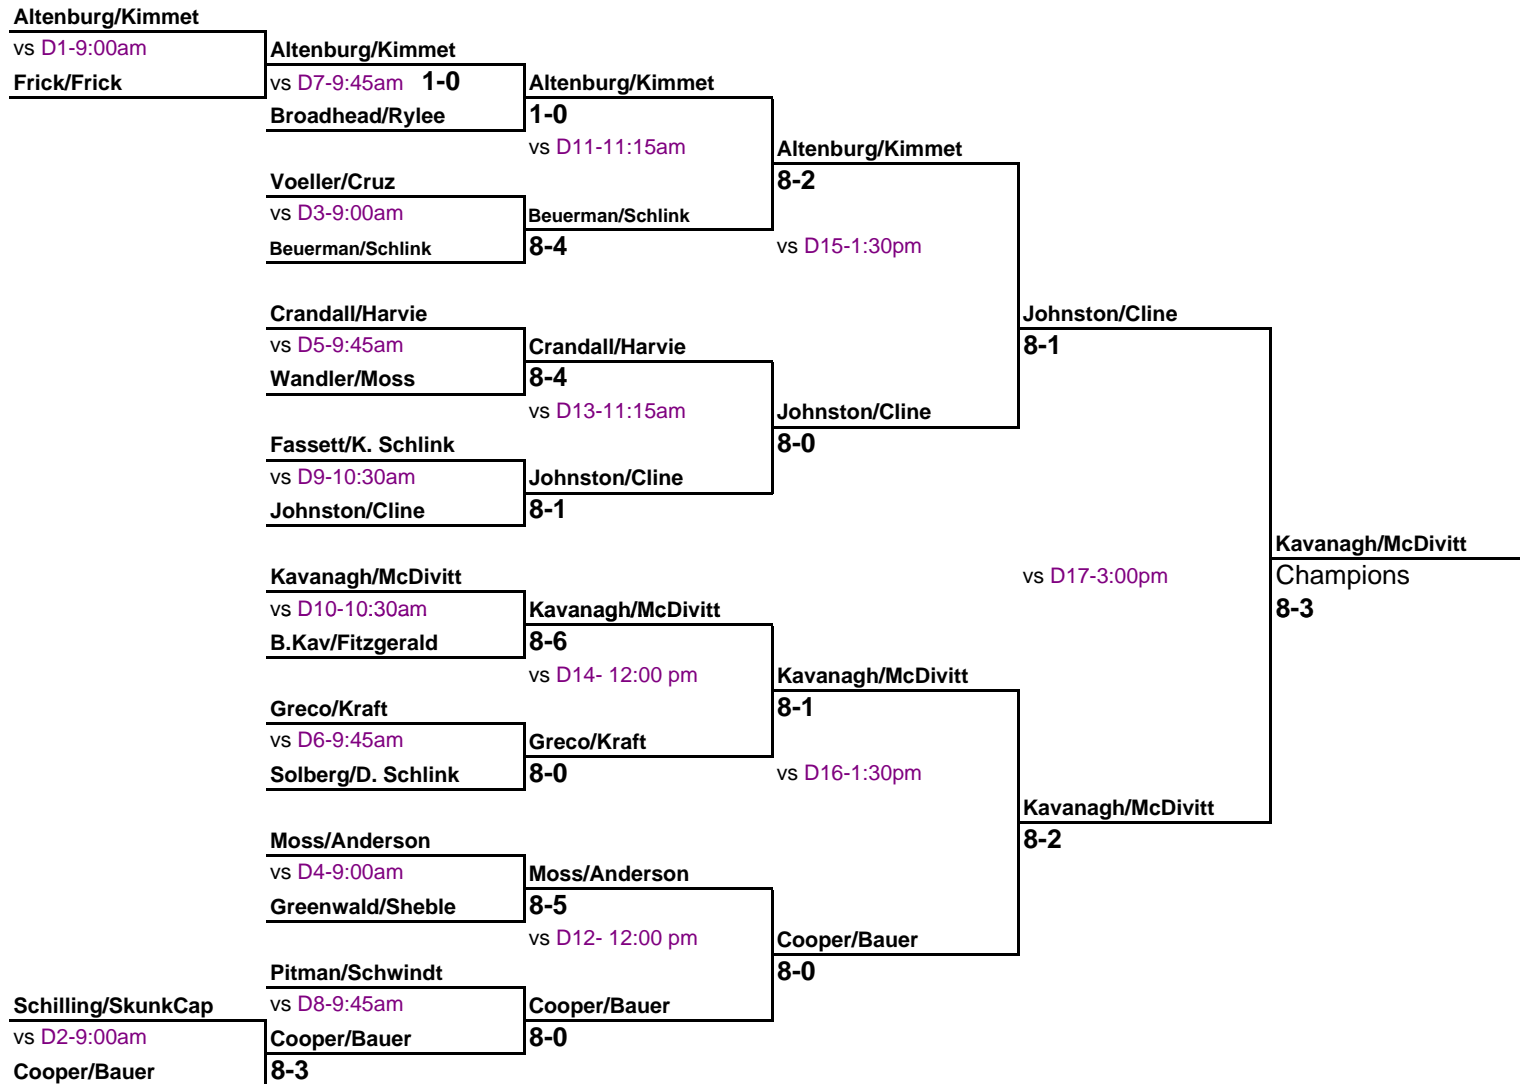 Altenburg/Kimmet
vs D1-9:00am
Altenburg/Kimmet
Frick/Frick
vs D7-9:45am 1-0
Altenburg/Kimmet
Broadhead/Rylee
1-0
vs D11-11:15am
Altenburg/Kimmet
Voeller/Cruz
8-2
vs D3-9:00am
Beuerman/Schlink
Beuerman/Schlink
8-4
vs D15-1:30pm
Crandall/Harvie
Johnston/Cline
vs D5-9:45am
Crandall/Harvie
8-1
Wandler/Moss
8-4
vs D13-11:15am
Johnston/Cline
Fassett/K. Schlink
8-0
vs D9-10:30am
Johnston/Cline
Johnston/Cline
8-1
Kavanagh/McDivitt
Kavanagh/McDivitt
vs D17-3:00pm
Champions
vs D10-10:30am
Kavanagh/McDivitt
8-3
B.Kav/Fitzgerald
8-6
vs D14- 12:00 pm
Kavanagh/McDivitt
Greco/Kraft
8-1
vs D6-9:45am
Greco/Kraft
Solberg/D. Schlink
8-0
vs D16-1:30pm
Kavanagh/McDivitt
Moss/Anderson
8-2
vs D4-9:00am
Moss/Anderson
Greenwald/Sheble
8-5
vs D12- 12:00 pm
Cooper/Bauer
Pitman/Schwindt
8-0
Schilling/SkunkCap
vs D8-9:45am
Cooper/Bauer
vs D2-9:00am
Cooper/Bauer
8-0
Cooper/Bauer
8-3